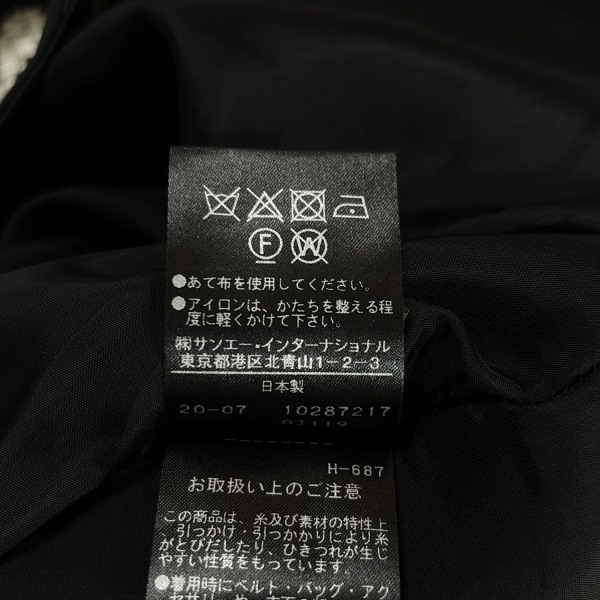 F W
●あて布を使用してください。
●アイロンは、かたちを整える程
度に軽くかけて下さい。
㈱サンエー・インターナショナル
東京都港区北青山1-2-3
日本製
20-07 10287217
0J119
H-687
お取扱い上のご注意
この商品は、糸及び素材の特性上
、引っかけ・引っかかりにより糸
がとびだしたり、ひきつれが生じ
やすい性質をもっています。
●着用時にベルト・バッグ・アク